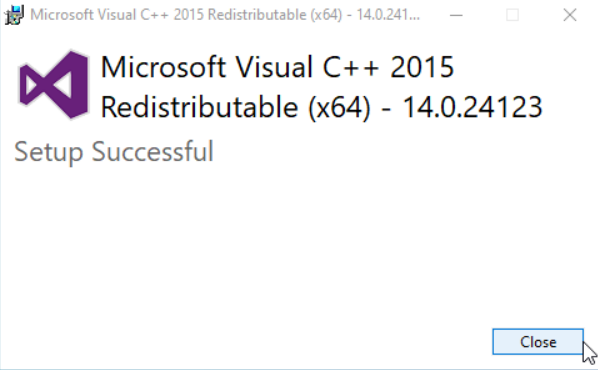 Microsoft Visual C++ 2015 Redistributable (x64) - 14.0.241...
Microsoft Visual C++ 2015
Redistributable (x64) - 14.0.24123
Setup Successful
Close